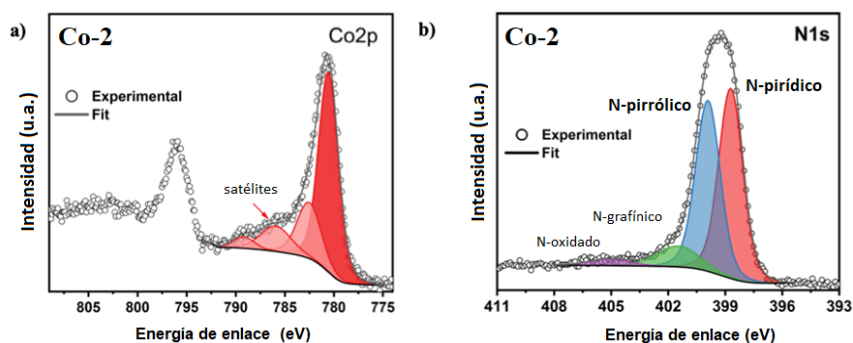 a)
Co-2
Co2p
Experimental
Fit
satélites
Intensidad (u.a.)
805 800 795 790 785 780 775
Energía de enlace (eV)
b)
Co-2
N1s
N-pirrólico
N-pirídico
Experimental
Fit
N-grafínico
N-oxidado
Intensidad (u.a.)
411 408 405 402 399 396 393
Energía de enlace (eV)